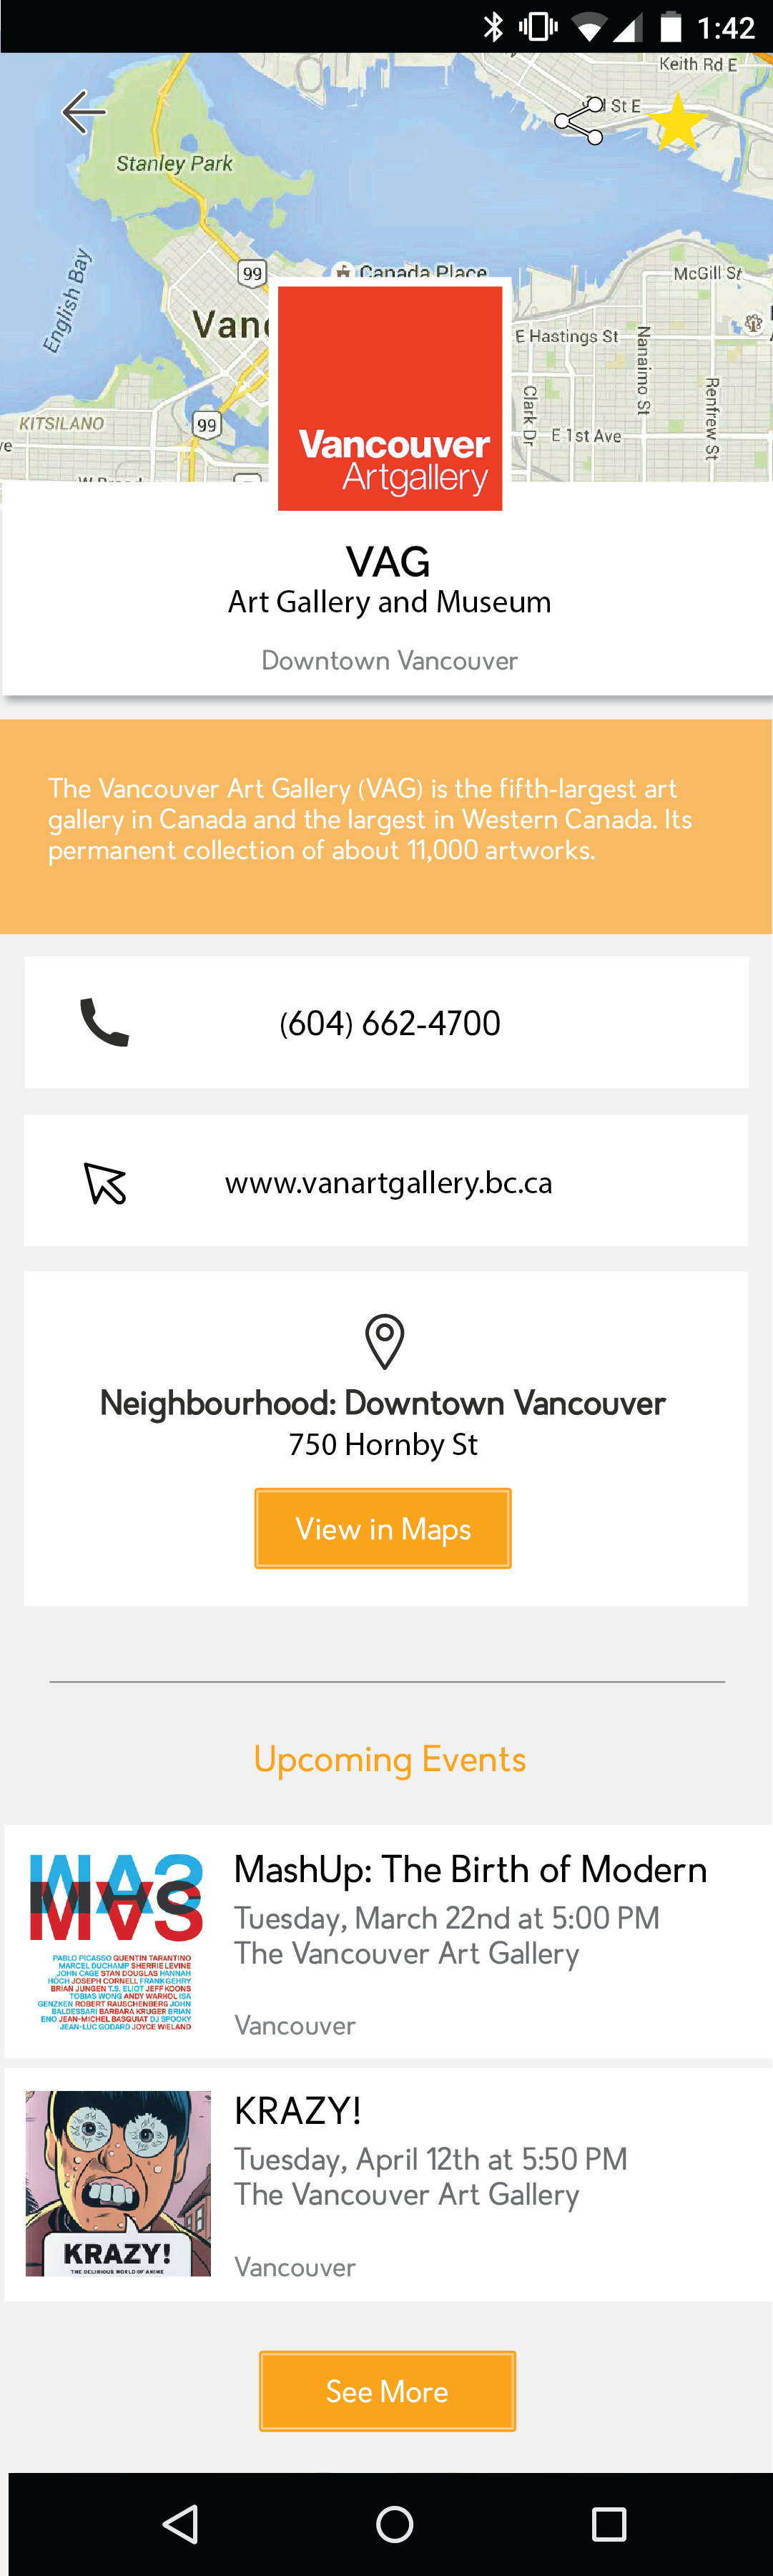 1:42
Keith Rd E
St E
Stanley Park
99
Canada Place
McGill St
English Bay
E Hastings St
Nanaimo St
Clark Dr
Renfrew St
KITSILANO
99
E 1st Ave
Vancouver
Artgallery
VAG
Art Gallery and Museum
Downtown Vancouver
The Vancouver Art Gallery (VAG) is the fifth-largest art
gallery in Canada and the largest in Western Canada. Its
permanent collection of about 11,000 artworks.
(604) 662-4700
www.vanartgallery.bc.ca
Neighbourhood: Downtown Vancouver
750 Hornby St
View in Maps
Upcoming Events
MashUp: The Birth of Modern
Tuesday, March 22nd at 5:00 PM
The Vancouver Art Gallery
Vancouver
PABLO PICASSO QUENTIN TARANTINO
MARCEL DUCHAMP SHERRIE LEVINE
JOHN CAGE STAN DOUGLAS HANNAH
HÖCH JOSEPH CORNELL FRANK GEHRY
BRIAN JUNGEN T.S. ELIOT JEFF KOONS
TOBIAS WONG ANDY WARHOL ISA
GENZKEN ROBERT RAUSCHENBERG JOHN
BALDESSARI BARBARA KRUGER BRIAN
ENO JEAN-MICHEL BASQUIAT DJ SPOOKY
JEAN-LUC GODARD JOYCE WIELAND
KRAZY!
Tuesday, April 12th at 5:50 PM
The Vancouver Art Gallery
Vancouver
KRAZY!
THE DELIRIOUS WORLD OF ANIME
See More